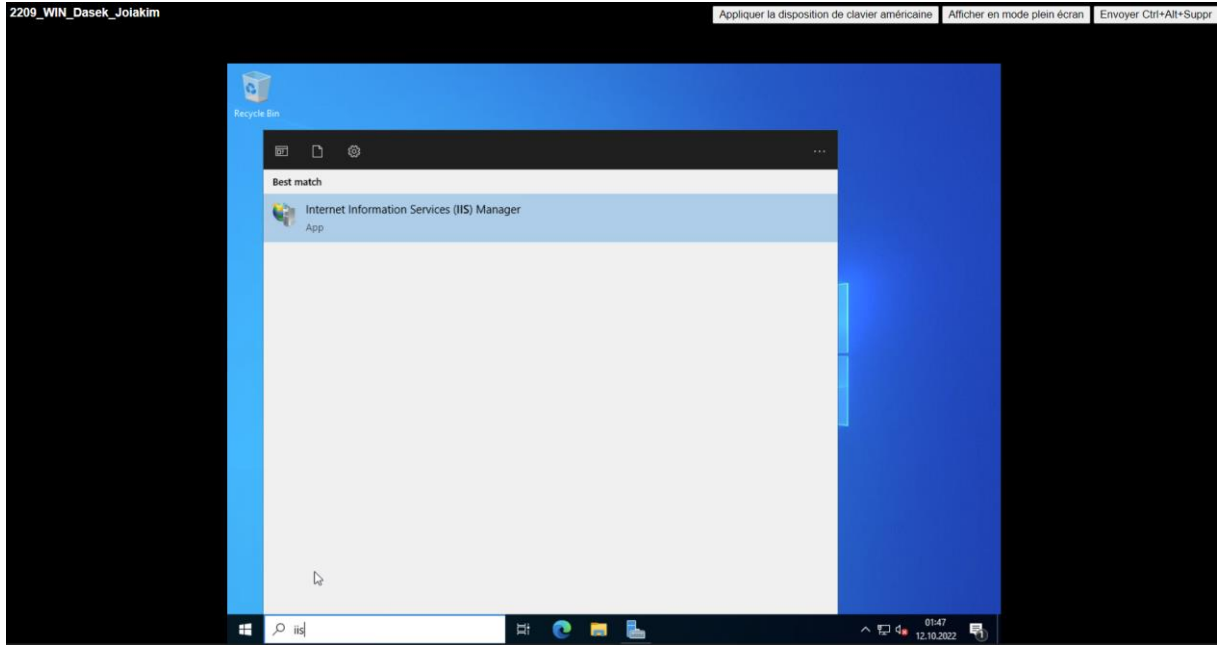 2209_WIN_Dasek_Joiakim
Appliquer la disposition de clavier américaine
Afficher en mode plein écran
Envoyer Ctrl+Alt+Suppr
Recycle Bin
Best match
Internet Information Services (IIS) Manager
App
iis
01:47
12.10.2022
1